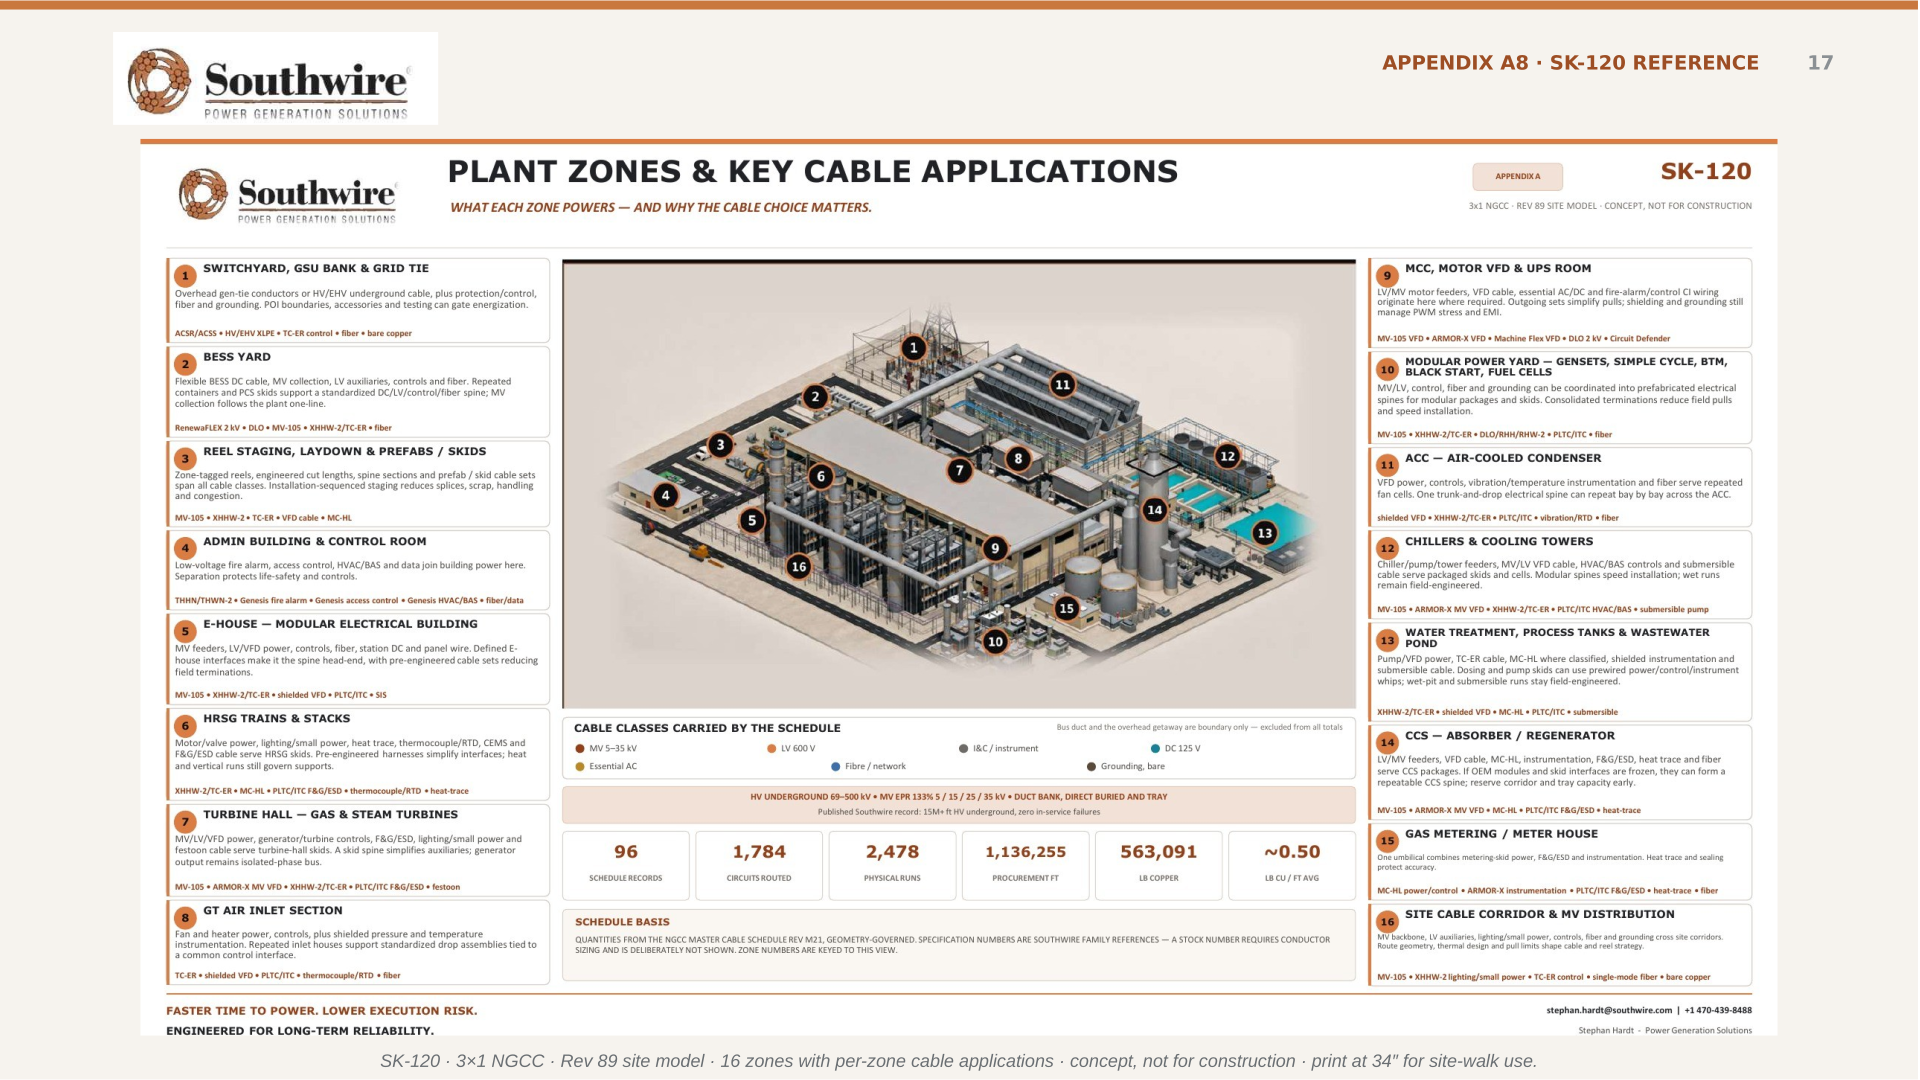 Southwire
POWER GENERATION SOLUTIONS
APPENDIX A8 · SK-120 REFERENCE
17
Southwire
POWER GENERATION SOLUTIONS
PLANT ZONES & KEY CABLE APPLICATIONS
WHAT EACH ZONE POWERS — AND WHY THE CABLE CHOICE MATTERS.
APPENDIX A
SK-120
3x1 NGCC · REV 89 SITE MODEL · CONCEPT, NOT FOR CONSTRUCTION
1
SWITCHYARD, GSU BANK & GRID TIE
Overhead gen-tie conductors or HV/EHV underground cable, plus protection/control,
fiber and grounding. POI boundaries, accessories and testing can gate energization.
ACSR/ACSS • HV/EHV XLPE • TC-ER control • fiber • bare copper
2
BESS YARD
Flexible BESS DC cable, MV collection, LV auxiliaries, controls and fiber. Repeated
containers and PCS skids support a standardized DC/LV/control/fiber spine; MV
collection follows the plant one-line.
RenewaFLEX 2 kV • DLO • MV-105 • XHHW-2/TC-ER • fiber
3
REEL STAGING, LAYDOWN & PREFABS / SKIDS
Zone-tagged reels, engineered cut lengths, spine sections and prefab / skid cable sets
span all cable classes. Installation-sequenced staging reduces splices, scrap, handling
and congestion.
MV-105 • XHHW-2 • TC-ER • VFD cable • MC-HL
4
ADMIN BUILDING & CONTROL ROOM
Low-voltage fire alarm, access control, HVAC/BAS and data join building power here.
Separation protects life-safety and controls.
THHN/THWN-2 • Genesis fire alarm • Genesis access control • Genesis HVAC/BAS • fiber/data
5
E-HOUSE — MODULAR ELECTRICAL BUILDING
MV feeders, LV/VFD power, controls, fiber, station DC and panel wire. Defined E-
house interfaces make it the spine head-end, with pre-engineered cable sets reducing
field terminations.
MV-105 • XHHW-2/TC-ER • shielded VFD • PLTC/ITC • SIS
6
HRSG TRAINS & STACKS
Motor/valve power, lighting/small power, heat trace, thermocouple/RTD, CEMS and
F&G/ESD cable serve HRSG skids. Pre-engineered harnesses simplify interfaces; heat
and vertical runs still govern supports.
XHHW-2/TC-ER • MC-HL • PLTC/ITC F&G/ESD • thermocouple/RTD • heat-trace
7
TURBINE HALL — GAS & STEAM TURBINES
MV/LV/VFD power, generator/turbine controls, F&G/ESD, lighting/small power and
festoon cable serve turbine-hall skids. A skid spine simplifies auxiliaries; generator
output remains isolated-phase bus.
MV-105 • ARMOR-X MV VFD • XHHW-2/TC-ER • PLTC/ITC F&G/ESD • festoon
8
GT AIR INLET SECTION
Fan and heater power, controls, plus shielded pressure and temperature
instrumentation. Repeated inlet houses support standardized drop assemblies tied to
a common control interface.
TC-ER • shielded VFD • PLTC/ITC • thermocouple/RTD • fiber
1
2
11
3
8
12
7
6
4
14
5
13
9
16
15
10
CABLE CLASSES CARRIED BY THE SCHEDULE
Bus duct and the overhead getaway are boundary only — excluded from all totals
MV 5–35 kV
LV 600 V
I&C / instrument
DC 125 V
Essential AC
Fibre / network
Grounding, bare
HV UNDERGROUND 69–500 kV • MV EPR 133% 5 / 15 / 25 / 35 kV • DUCT BANK, DIRECT BURIED AND TRAY
Published Southwire record: 15M+ ft HV underground, zero in-service failures
96
SCHEDULE RECORDS
1,784
CIRCUITS ROUTED
2,478
PHYSICAL RUNS
1,136,255
PROCUREMENT FT
563,091
LB COPPER
~0.50
LB CU / FT AVG
SCHEDULE BASIS
QUANTITIES FROM THE NGCC MASTER CABLE SCHEDULE REV M21, GEOMETRY-GOVERNED. SPECIFICATION NUMBERS ARE SOUTHWIRE FAMILY REFERENCES — A STOCK NUMBER REQUIRES CONDUCTOR
SIZING AND IS DELIBERATELY NOT SHOWN. ZONE NUMBERS ARE KEYED TO THIS VIEW.
9
MCC, MOTOR VFD & UPS ROOM
LV/MV motor feeders, VFD cable, essential AC/DC and fire-alarm/control CI wiring
originate here where required. Outgoing sets simplify pulls; shielding and grounding still
manage PWM stress and EMI.
MV-105 VFD • ARMOR-X VFD • Machine Flex VFD • DLO 2 kV • Circuit Defender
10
MODULAR POWER YARD — GENSETS, SIMPLE CYCLE, BTM,
BLACK START, FUEL CELLS
MV/LV, control, fiber and grounding can be coordinated into prefabricated electrical
spines for modular packages and skids. Consolidated terminations reduce field pulls
and speed installation.
MV-105 • XHHW-2/TC-ER • DLO/RHH/RHW-2 • PLTC/ITC • fiber
11
ACC — AIR-COOLED CONDENSER
VFD power, controls, vibration/temperature instrumentation and fiber serve repeated
fan cells. One trunk-and-drop electrical spine can repeat bay by bay across the ACC.
shielded VFD • XHHW-2/TC-ER • PLTC/ITC • vibration/RTD • fiber
12
CHILLERS & COOLING TOWERS
Chiller/pump/tower feeders, MV/LV VFD cable, HVAC/BAS controls and submersible
cable serve packaged skids and cells. Modular spines speed installation; wet runs
remain field-engineered.
MV-105 • ARMOR-X MV VFD • XHHW-2/TC-ER • PLTC/ITC HVAC/BAS • submersible pump
13
WATER TREATMENT, PROCESS TANKS & WASTEWATER
POND
Pump/VFD power, TC-ER cable, MC-HL where classified, shielded instrumentation and
submersible cable. Dosing and pump skids can use prewired power/control/instrument
whips; wet-pit and submersible runs stay field-engineered.
XHHW-2/TC-ER • shielded VFD • MC-HL • PLTC/ITC • submersible
14
CCS — ABSORBER / REGENERATOR
LV/MV feeders, VFD cable, MC-HL, instrumentation, F&G/ESD, heat trace and fiber
serve CCS packages. If OEM modules and skid interfaces are frozen, they can form a
repeatable CCS spine; reserve corridor and tray capacity early.
MV-105 • ARMOR-X MV VFD • MC-HL • PLTC/ITC F&G/ESD • heat-trace
15
GAS METERING / METER HOUSE
One umbilical combines metering-skid power, F&G/ESD and instrumentation. Heat trace and sealing
protect accuracy.
MC-HL power/control • ARMOR-X instrumentation • PLTC/ITC F&G/ESD • heat-trace • fiber
16
SITE CABLE CORRIDOR & MV DISTRIBUTION
MV backbone, LV auxiliaries, lighting/small power, controls, fiber and grounding cross site corridors.
Route geometry, thermal design and pull limits shape cable and reel strategy.
MV-105 • XHHW-2 lighting/small power • TC-ER control • single-mode fiber • bare copper
FASTER TIME TO POWER. LOWER EXECUTION RISK.
ENGINEERED FOR LONG-TERM RELIABILITY.
stephan.hardt@southwire.com | +1 470-439-8488
Stephan Hardt - Power Generation Solutions
SK-120 · 3×1 NGCC · Rev 89 site model · 16 zones with per-zone cable applications · concept, not for construction · print at 34″ for site-walk use.